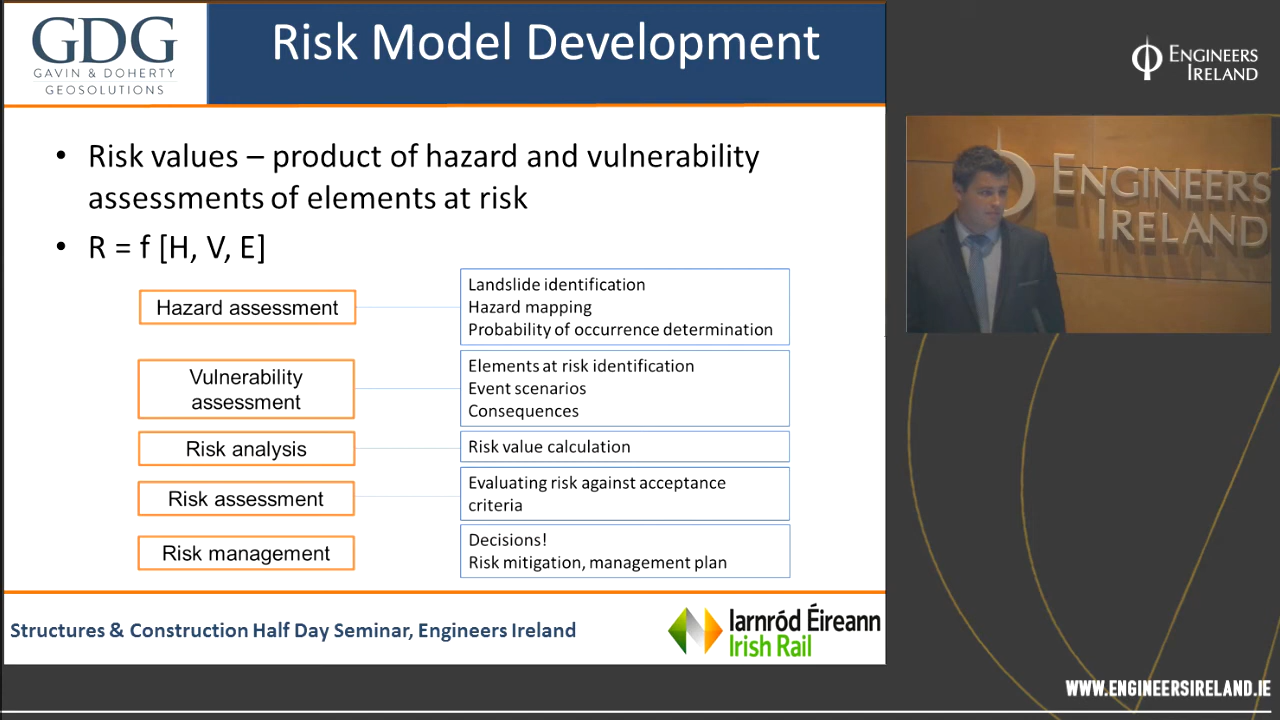 GDG
GAVIN & DOHERTY
GEOSOLUTIONS
Risk Model Development
• Risk values – product of hazard and vulnerability
assessments of elements at risk
• R = f [H, V, E]
Hazard assessment
Landslide identification
Hazard mapping
Probability of occurrence determination
Vulnerability
assessment
Elements at risk identification
Event scenarios
Consequences
Risk analysis
Risk value calculation
Risk assessment
Evaluating risk against acceptance
criteria
Risk management
Decisions!
Risk mitigation, management plan
Structures & Construction Half Day Seminar, Engineers Ireland
Iarnród Éireann
Irish Rail
ENGINEERS
IRELAND
ENGINEERS
IRELAND
WWW.ENGINEERSIRELAND.IE